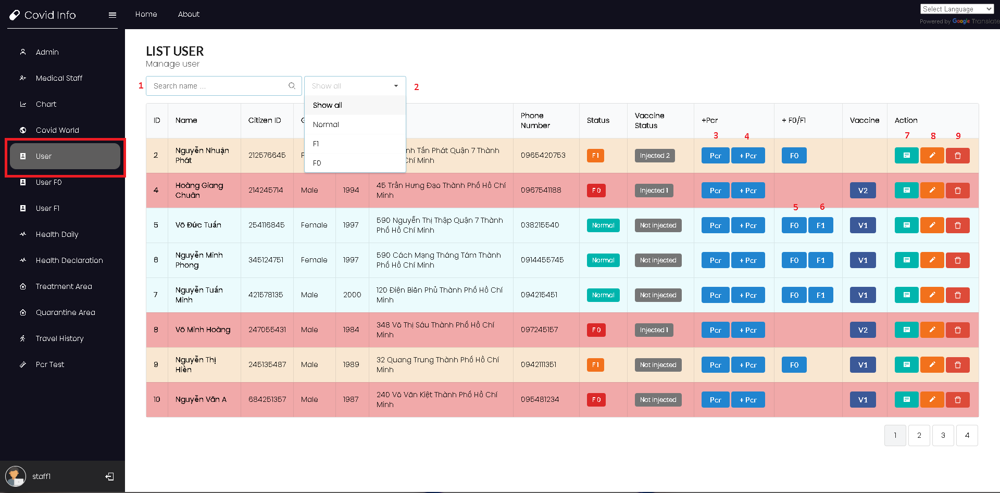 Covid Info
Home
About
Select Language
Powered by Google Translate
Admin
Medical Staff
Chart
Covid World
User
User F0
User F1
Health Daily
Health Declaration
Treatment Area
Quarantine Area
Travel History
Pcr Test
staff1
LIST USER
Manage user
1 Search name ... Show all 2
Show all
Normal
F1
F0
ID Name Citizen ID Phone Number Status Vaccine Status +Pcr + F0/F1 Vaccine Action
3 4 7 8 9
2 Nguyễn Nhuận Phát 212576645 nh Tấn Phát Quận 7 Thành Chí Minh 0965420753 F1 Injected 2 Pcr + Pcr F0
4 Hoàng Giang Chuân 214245714 Male 1994 45 Trần Hưng Đạo Thành Phố Hồ Chí Minh 0967541188 F0 Injected 1 Pcr + Pcr V2
5 6
5 Võ Đức Tuấn 254116845 Female 1997 590 Nguyễn Thị Thập Quận 7 Thành Phố Hồ Chí Minh 038215540 Normal Not injected Pcr + Pcr F0 F1 V1
6 Nguyễn Minh Phong 345124751 Female 1997 590 Cách Mạng Tháng Tám Thành Phố Hồ Chí Minh 0914455745 Normal Not injected Pcr + Pcr F0 F1 V1
7 Nguyễn Tuấn Minh 421578135 Male 2000 120 Điện Biên Phủ Thành Phố Hồ Chí Minh 094215451 Normal Not injected Pcr + Pcr F0 F1 V1
8 Võ Minh Hoàng 247055431 Male 1984 348 Võ Thị Sáu Thành Phố Hồ Chí Minh 097245157 F0 Injected 1 Pcr + Pcr V2
9 Nguyễn Thị Hiền 245135487 Male 1989 32 Quang Trung Thành Phố Hồ Chí Minh 0942111351 F1 Not injected Pcr + Pcr F0 V1
10 Nguyễn Văn A 684251357 Male 1987 240 Võ Văn Kiệt Thành Phố Hồ Chí Minh 095481234 F0 Not injected Pcr + Pcr V1
1 2 3 4